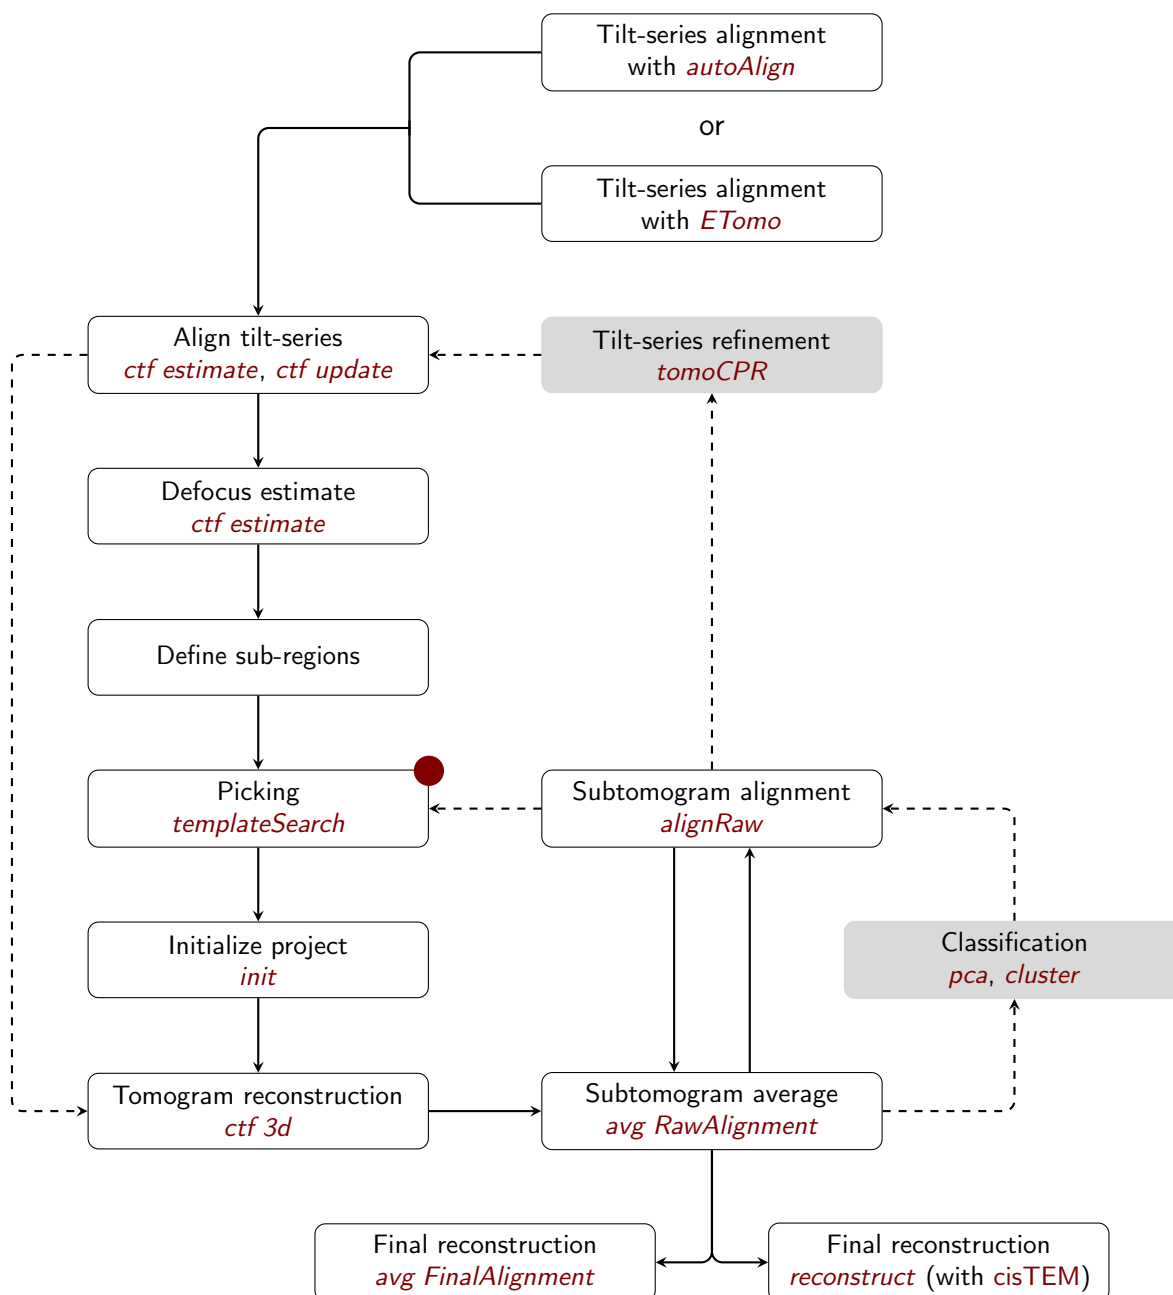 Tilt-series alignment
with autoAlign
or
Tilt-series alignment
with ETomo
Align tilt-series
ctf estimate, ctf update
Tilt-series refinement
tomoCPR
Defocus estimate
ctf estimate
Define sub-regions
Picking
templateSearch
Subtomogram alignment
alignRaw
Initialize project
init
Classification
pca, cluster
Tomogram reconstruction
ctf 3d
Subtomogram average
avg RawAlignment
Final reconstruction
avg FinalAlignment
Final reconstruction
reconstruct (with cisTEM)